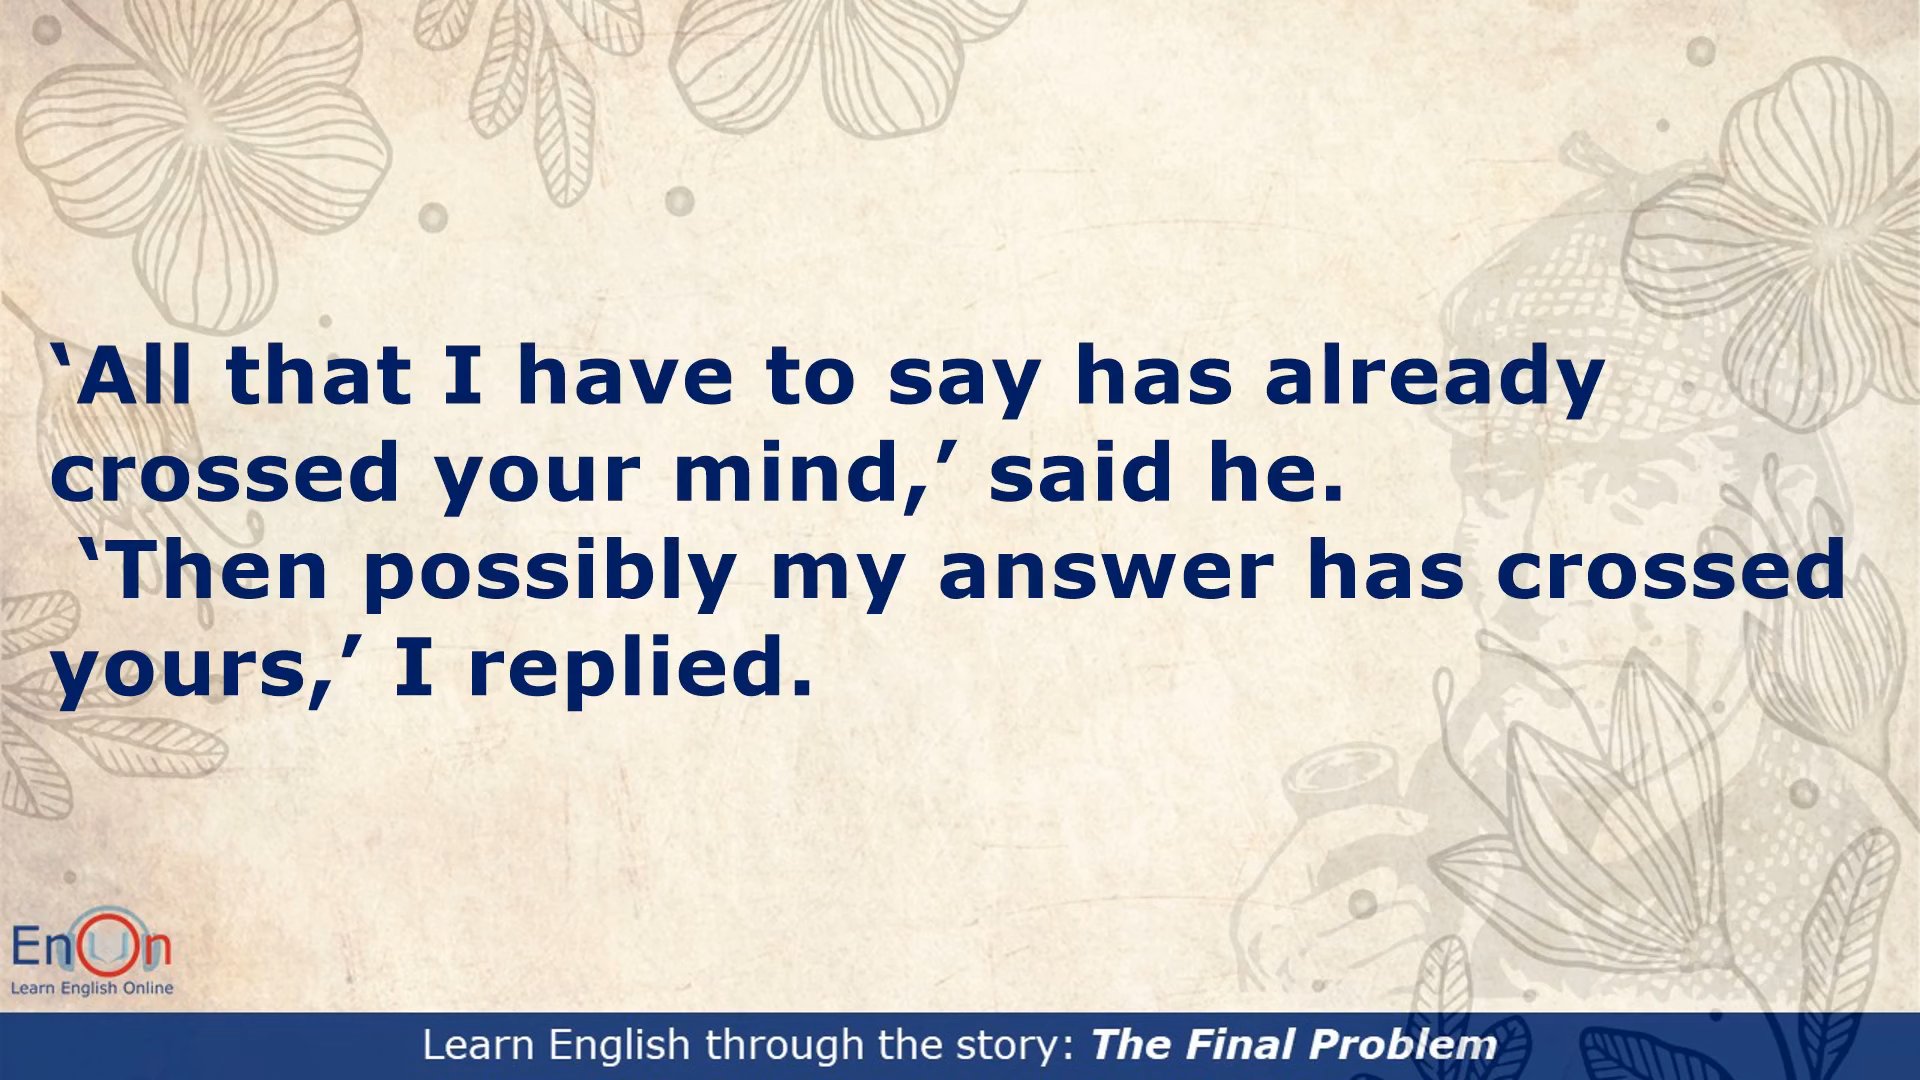 ‘All that I have to say has already
crossed your mind,’ said he.
‘Then possibly my answer has crossed
yours,’ I replied.
EnOn
Learn English Online
Learn English through the story: The Final Problem